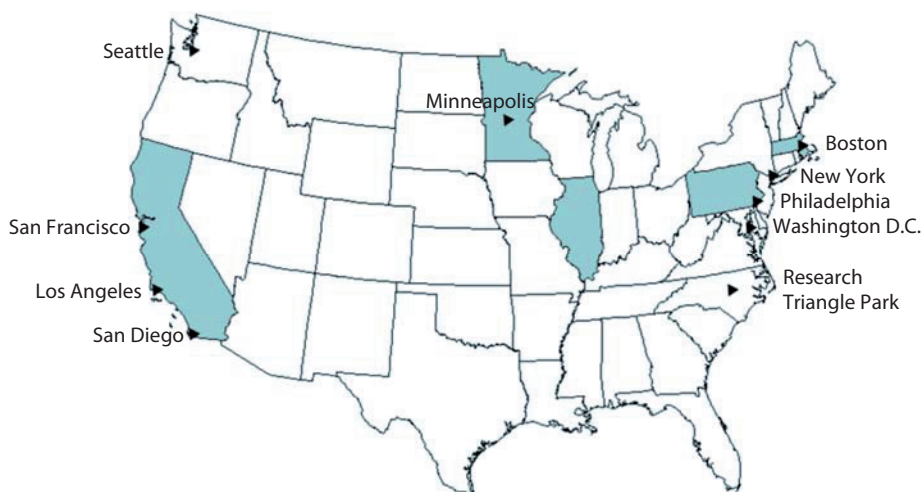 Seattle
Minneapolis
Boston
New York
Philadelphia
San Francisco
Washington D.C.
Los Angeles
Research
Triangle Park
San Diego